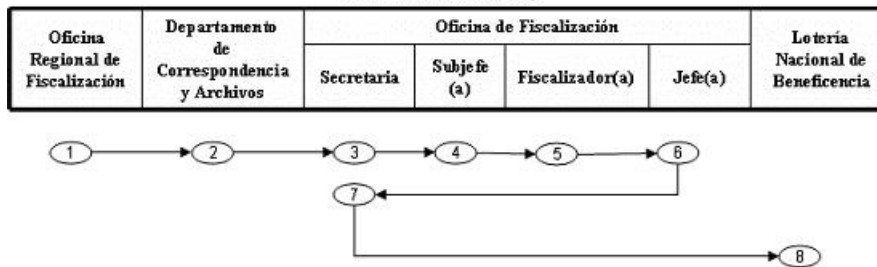 Oficina
Regional de
Fiscalización
Departamento
de
Correspondencia
y Archivos
Oficina de Fiscalización
Secretaria
Subjefe
(a)
Fiscalizador(a)
Jefe(a)
Lotería
Nacional de
Beneficencia
1
2
3
4
5
6
7
8